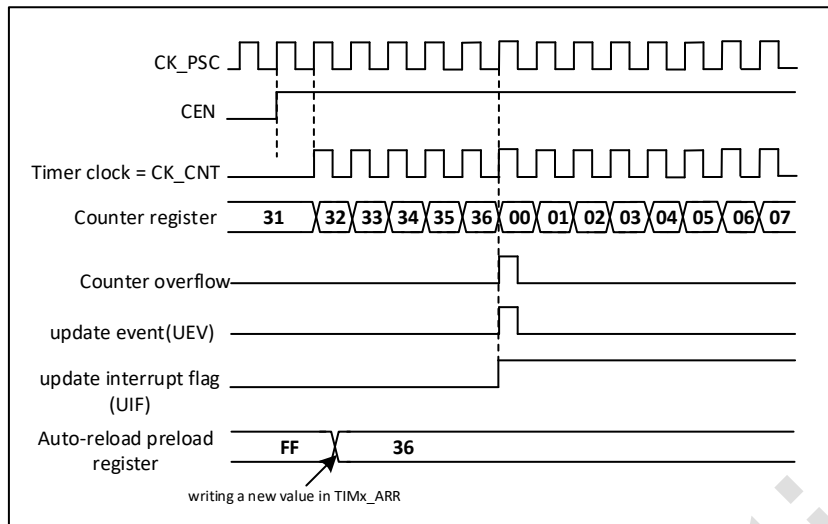 CK_PSC
CEN
Timer clock = CK_CNT
Counter register
31 32 33 34 35 36 00 01 02 03 04 05 06 07
Counter overflow
update event(UEV)
update interrupt flag
(UIF)
Auto-reload preload
register
FF 36
writing a new value in TIMx_ARR